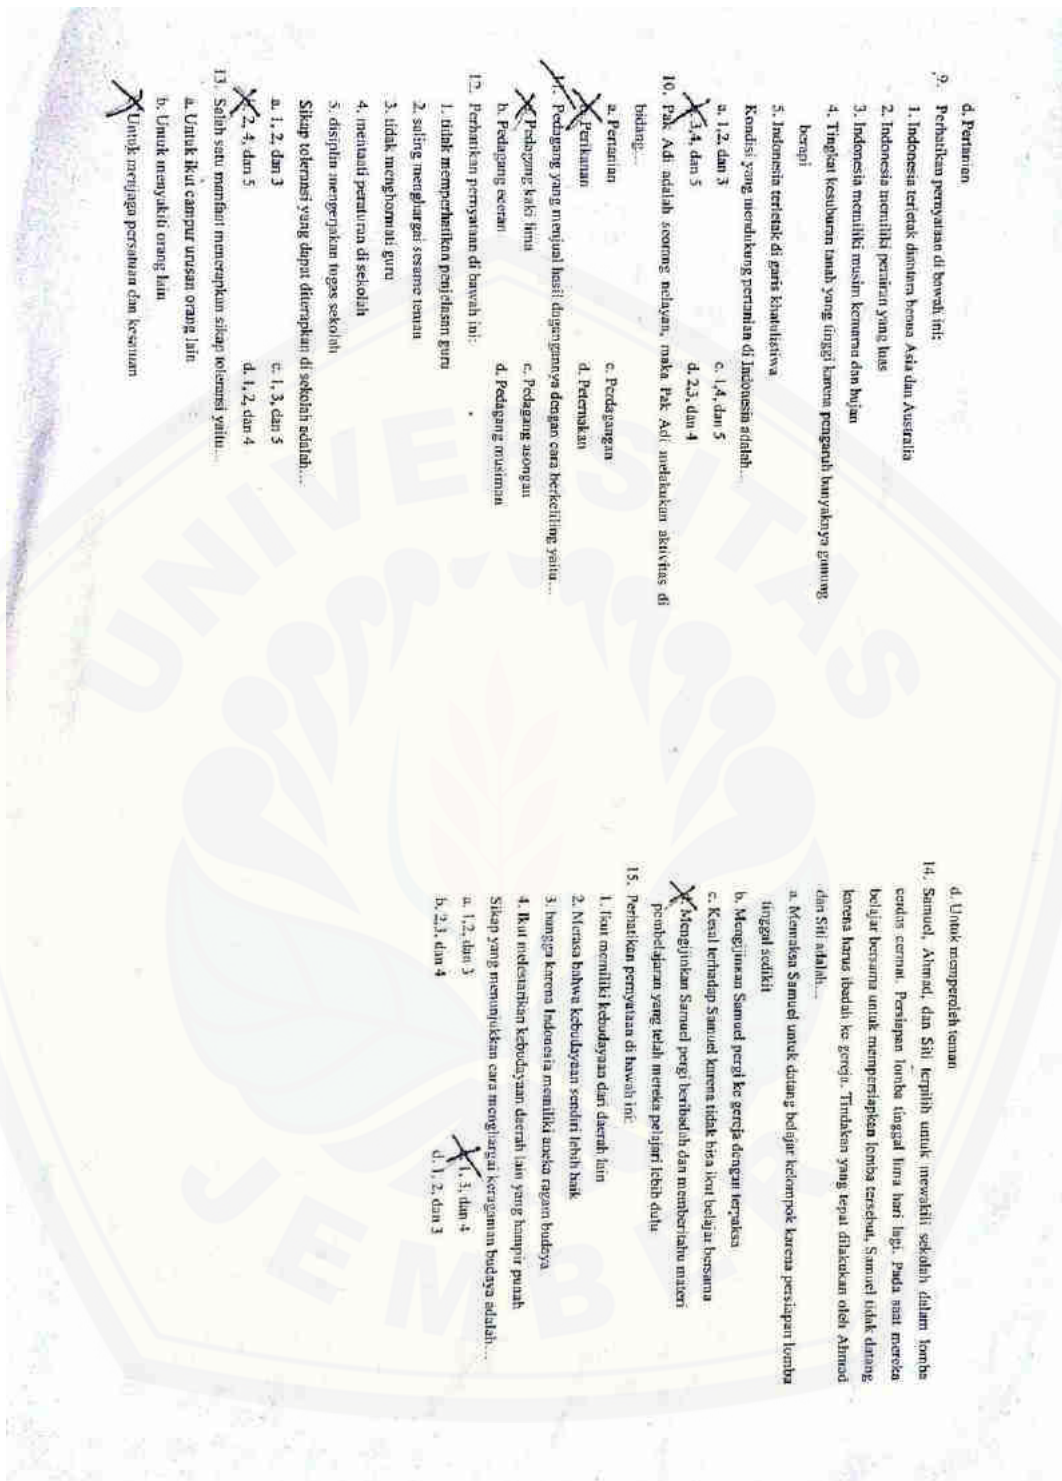 d. Pertanian
9. Perhatikan pernyataan di bawah ini:
1. Indonesia terletak diantara benua Asia dan Australia
2. Indonesia memiliki perairan yang luas
3. Indonesia memiliki musim kemarau dan hujan
4. Tingkat kesuburan tanah yang tinggi karena pengaruh banyaknya gunung
berapi
5. Indonesia terletak di garis khatulistiwa
Kondisi yang mendukung pertanian di Indonesia adalah...
a. 1,2, dan 3 c. 1,4, dan 5
3,4, dan 5 d. 2,3, dan 4
10. Pak Adi adalah seorang nelayan, maka Pak Adi melakukan aktivitas di
bidang...
a. Pertanian c. Perdagangan
Perikanan d. Peternakan
11. Pedagang yang menjual hasil dagangannya dengan cara berkeliling yaitu...
Pedagang kaki lima c. Pedagang asongan
b. Pedagang eceran d. Pedagang musiman
12. Perhatikan pernyataan di bawah ini:
1. tidak memperhatikan penjelasan guru
2. saling menghargai sesame teman
3. tidak menghormati guru
4. mentaati peraturan di sekolah
5. disiplin mengerjakan tugas sekolah
Sikap toleransi yang dapat diterapkan di sekolah adalah...
a. 1, 2, dan 3 c. 1, 3, dan 5
2, 4, dan 5 d. 1, 2, dan 4
13. Salah satu manfaat menerapkan sikap toleransi yaitu...
a. Untuk ikut campur urusan orang lain
b. Untuk menyakiti orang lain
Untuk menjaga persatuan dan kesatuan
d. Untuk memperoleh teman
14. Samuel, Ahmad, dan Siti terpilih untuk mewakili sekolah dalam lomba
cerdas cermat. Persiapan lomba tinggal lima hari lagi. Pada saat mereka
belajar bersama untuk mempersiapkan lomba tersebut, Samuel tidak datang
karena harus ibadah ke gereja. Tindakan yang tepat dilakukan oleh Ahmad
dan Siti adalah...
a. Memaksa Samuel untuk datang belajar kelompok karena persiapan lomba
tinggal sedikit
b. Mengijinkan Samuel pergi ke gereja dengan terpaksa
c. Kesal terhadap Samuel karena tidak bisa ikut belajar bersama
Mengijinkan Samuel pergi beribadah dan memberitahu materi
pembelajaran yang telah mereka pelajari lebih dulu
15. Perhatikan pernyataan di bawah ini:
1. Ikut memiliki kebudayaan dari daerah lain
2. Merasa bahwa kebudayaan sendiri lebih baik
3. bangga karena Indonesia memiliki aneka ragam budaya
4. Ikut melestarikan kebudayaan daerah lain yang hampir punah
Sikap yang menunjukkan cara menghargai keragaman budaya adalah...
a. 1,2, dan 3 1, 3, dan 4
b. 2,3, dan 4 d. 1, 2, dan 3
UNIVERSITAS
JEMBER